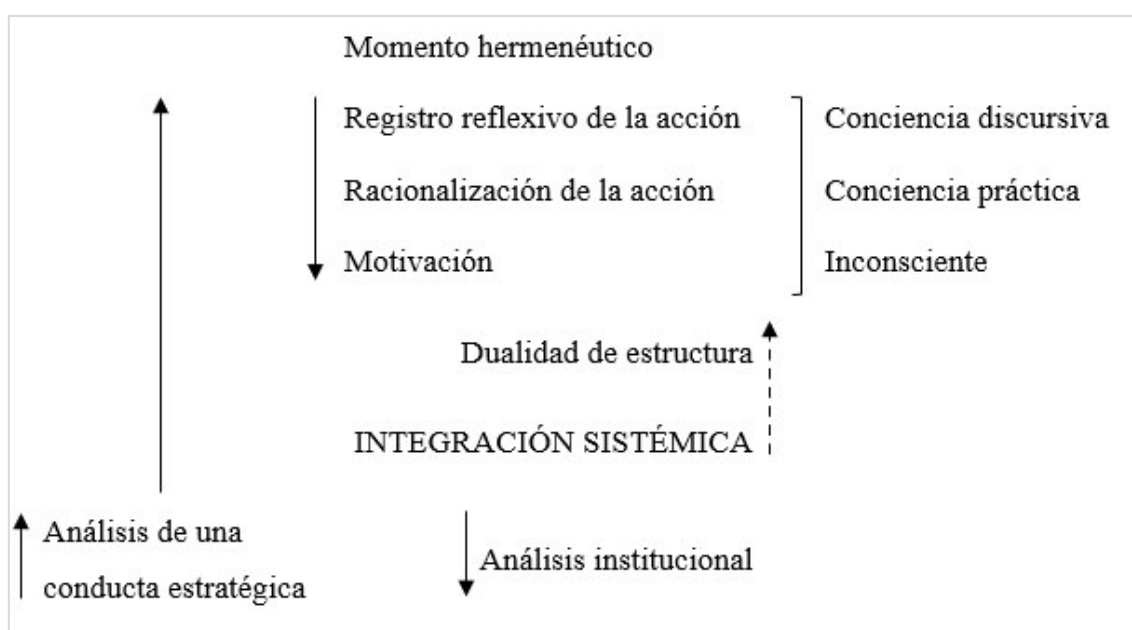 Momento hermenéutico
Registro reflexivo de la acción
Conciencia discursiva
Racionalización de la acción
Conciencia práctica
Motivación
Inconsciente
Dualidad de estructura
INTEGRACIÓN SISTÉMICA
Análisis de una
conducta estratégica
Análisis institucional